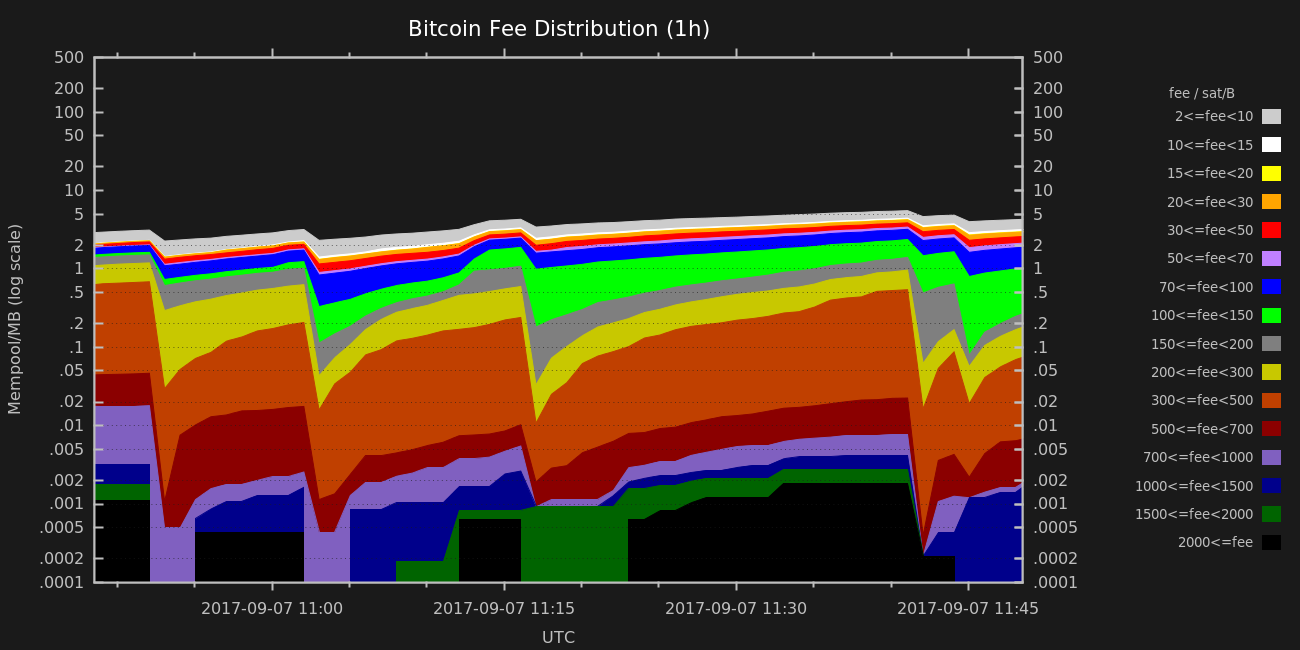 Bitcoin Fee Distribution (1h)
Mempool/MB (log scale)
500
200
100
50
20
10
5
2
1
.5
.2
.1
.05
.02
.01
.005
.002
.001
.0005
.0002
.0001
500
200
100
50
20
10
5
2
1
.5
.2
.1
.05
.02
.01
.005
.002
.001
.0005
.0002
.0001
2017-09-07 11:00
2017-09-07 11:15
2017-09-07 11:30
2017-09-07 11:45
UTC
fee / sat/B
2<=fee<10
10<=fee<15
15<=fee<20
20<=fee<30
30<=fee<50
50<=fee<70
70<=fee<100
100<=fee<150
150<=fee<200
200<=fee<300
300<=fee<500
500<=fee<700
700<=fee<1000
1000<=fee<1500
1500<=fee<2000
2000<=fee